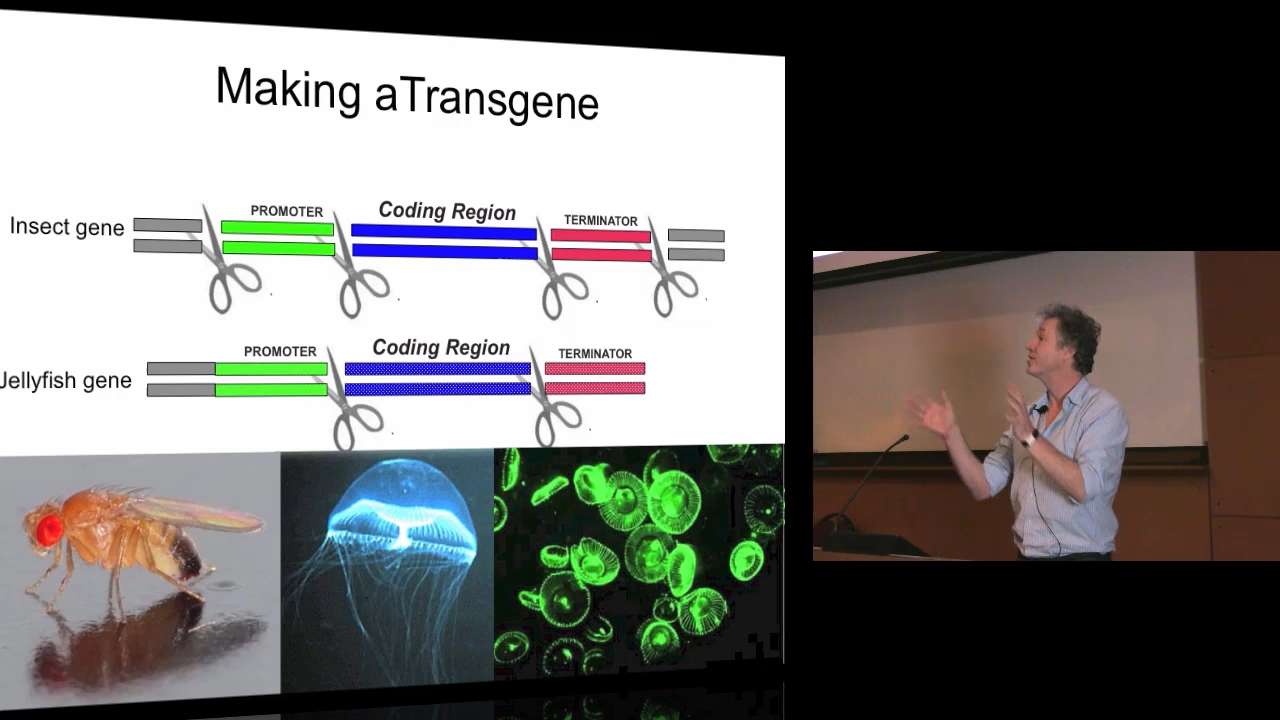 Making aTransgene
PROMOTER
Coding Region
TERMINATOR
Insect gene
PROMOTER
Coding Region
TERMINATOR
Jellyfish gene